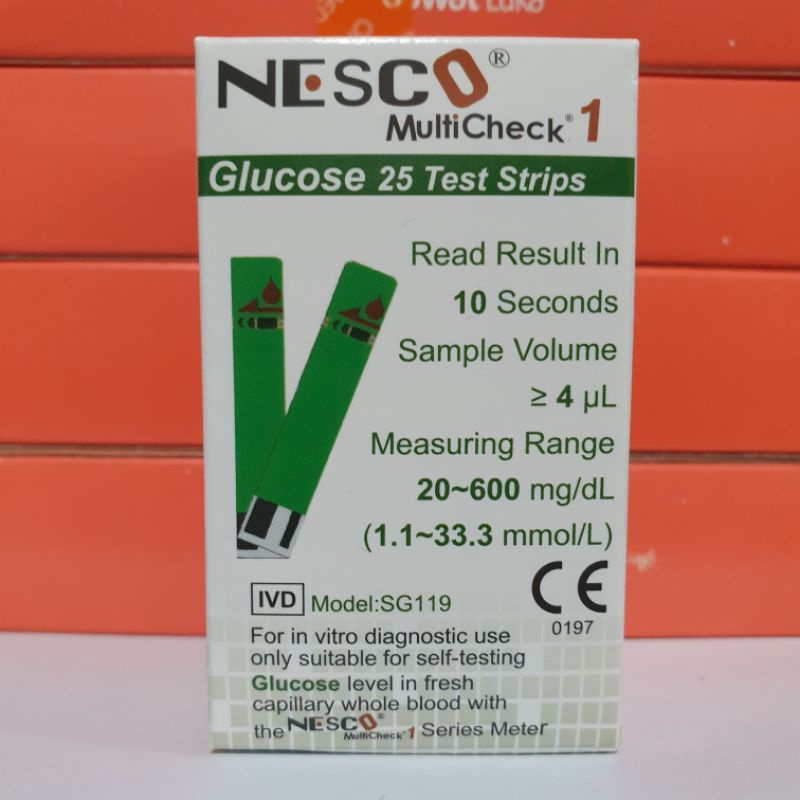 NESCO®
MultiCheck® 1
Glucose 25 Test Strips
Read Result In
10 Seconds
Sample Volume
≥ 4 µL
Measuring Range
20~600 mg/dL
(1.1~33.3 mmol/L)
IVD Model:SG119
CE
0197
For in vitro diagnostic use
only suitable for self-testing
Glucose level in fresh
capillary whole blood with
the NESCO® MultiCheck® 1 Series Meter